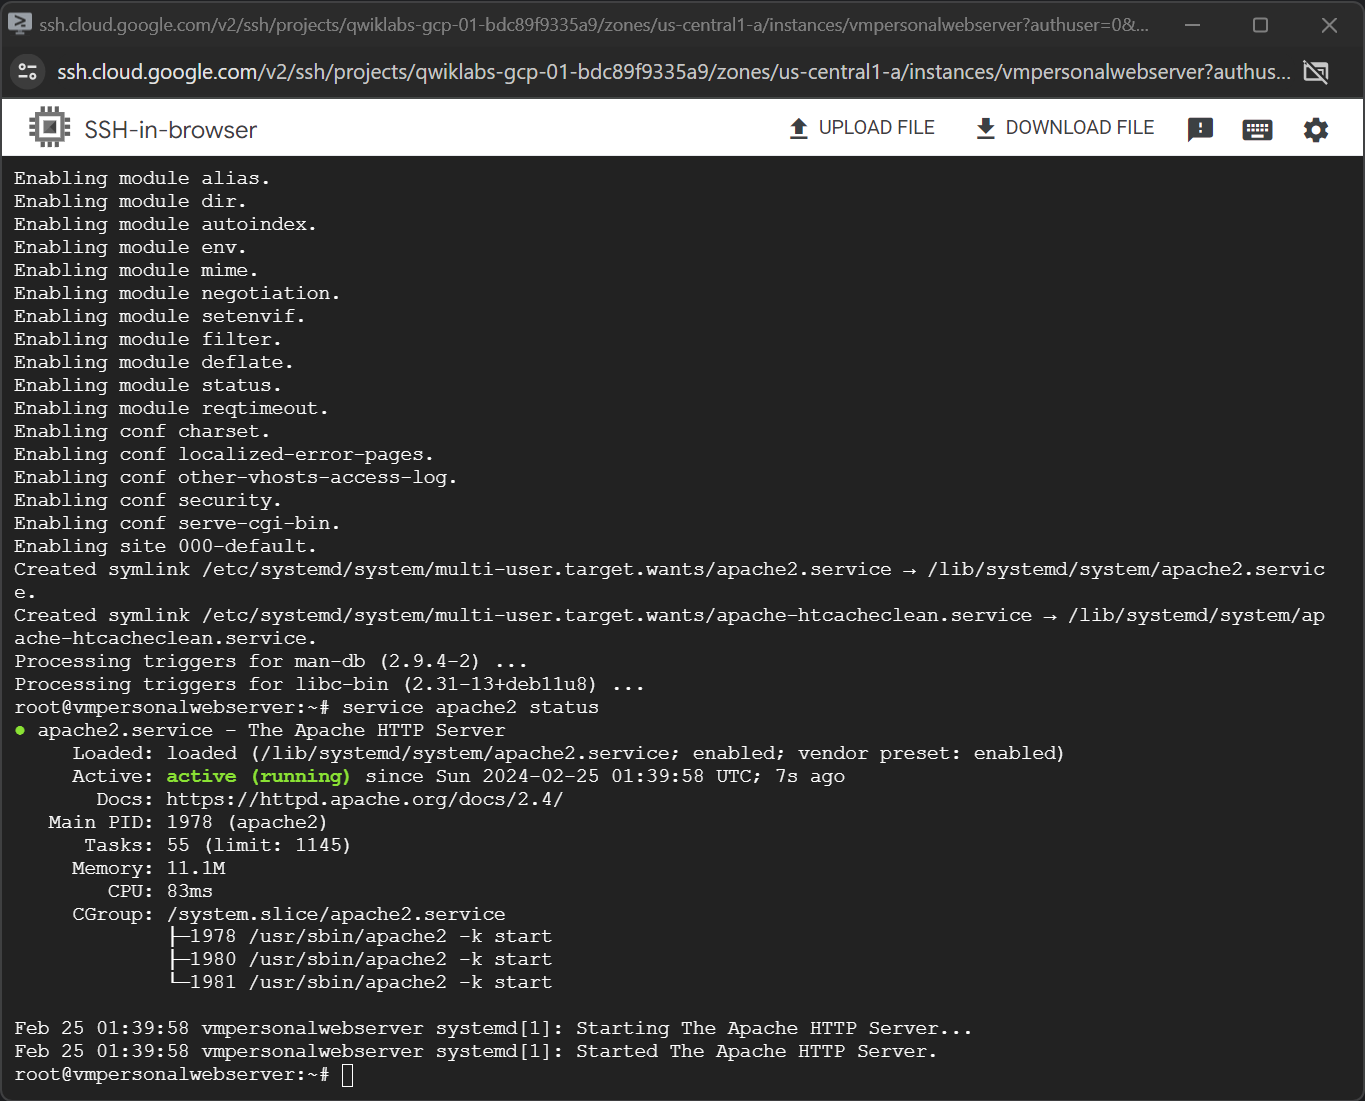 ssh.cloud.google.com/v2/ssh/projects/qwiklabs-gcp-01-bdc89f9335a9/zones/us-central1-a/instances/vmpersonalwebserver?authuser=0&...
ssh.cloud.google.com/v2/ssh/projects/qwiklabs-gcp-01-bdc89f9335a9/zones/us-central1-a/instances/vmpersonalwebserver?authus...
SSH-in-browser UPLOAD FILE DOWNLOAD FILE
Enabling module alias.
Enabling module dir.
Enabling module autoindex.
Enabling module env.
Enabling module mime.
Enabling module negotiation.
Enabling module setenvif.
Enabling module filter.
Enabling module deflate.
Enabling module status.
Enabling module reqtimeout.
Enabling conf charset.
Enabling conf localized-error-pages.
Enabling conf other-vhosts-access-log.
Enabling conf security.
Enabling conf serve-cgi-bin.
Enabling site 000-default.
Created symlink /etc/systemd/system/multi-user.target.wants/apache2.service → /lib/systemd/system/apache2.servic
e.
Created symlink /etc/systemd/system/multi-user.target.wants/apache-htcacheclean.service → /lib/systemd/system/ap
ache-htcacheclean.service.
Processing triggers for man-db (2.9.4-2) ...
Processing triggers for libc-bin (2.31-13+deb11u8) ...
root@vmpersonalwebserver:~# service apache2 status
● apache2.service - The Apache HTTP Server
Loaded: loaded (/lib/systemd/system/apache2.service; enabled; vendor preset: enabled)
Active: active (running) since Sun 2024-02-25 01:39:58 UTC; 7s ago
Docs: https://httpd.apache.org/docs/2.4/
Main PID: 1978 (apache2)
Tasks: 55 (limit: 1145)
Memory: 11.1M
CPU: 83ms
CGroup: /system.slice/apache2.service
├─1978 /usr/sbin/apache2 -k start
├─1980 /usr/sbin/apache2 -k start
└─1981 /usr/sbin/apache2 -k start
Feb 25 01:39:58 vmpersonalwebserver systemd[1]: Starting The Apache HTTP Server...
Feb 25 01:39:58 vmpersonalwebserver systemd[1]: Started The Apache HTTP Server.
root@vmpersonalwebserver:~#